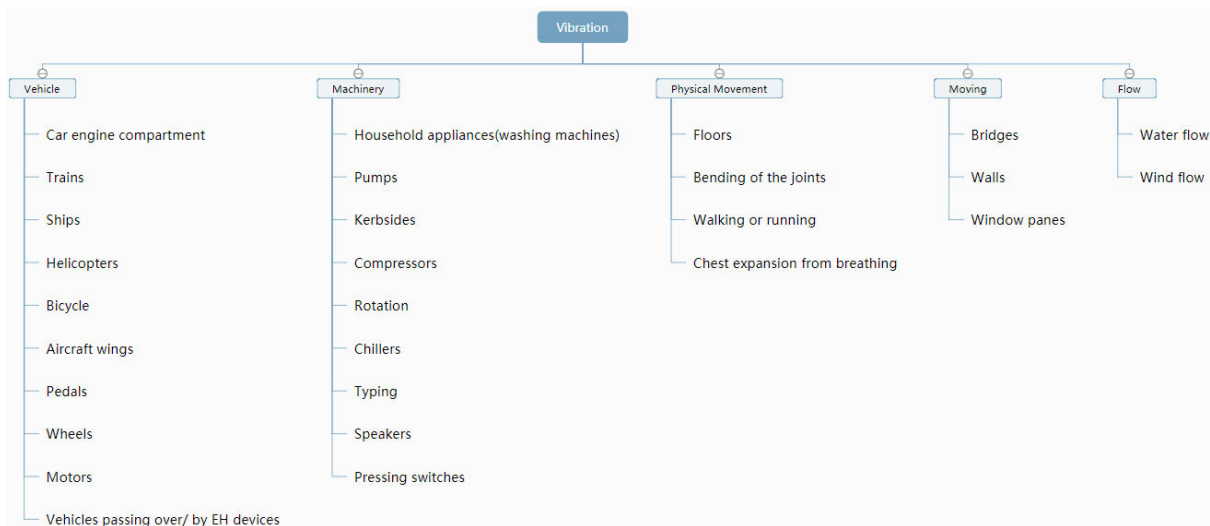 Vibration
Vehicle
Car engine compartment
Trains
Ships
Helicopters
Bicycle
Aircraft wings
Pedals
Wheels
Motors
Vehicles passing over/ by EH devices
Machinery
Household appliances(washing machines)
Pumps
Kerbsides
Compressors
Rotation
Chillers
Typing
Speakers
Pressing switches
Physical Movement
Floors
Bending of the joints
Walking or running
Chest expansion from breathing
Moving
Bridges
Walls
Window panes
Flow
Water flow
Wind flow